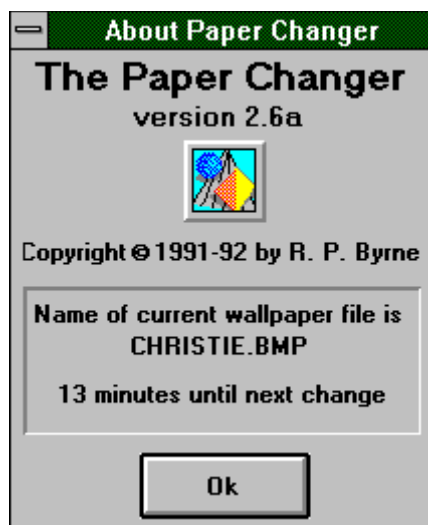 About Paper Changer
The Paper Changer
version 2.6a
Copyright © 1991-92 by R. P. Byrne
Name of current wallpaper file is
CHRISTIE.BMP
13 minutes until next change
Ok